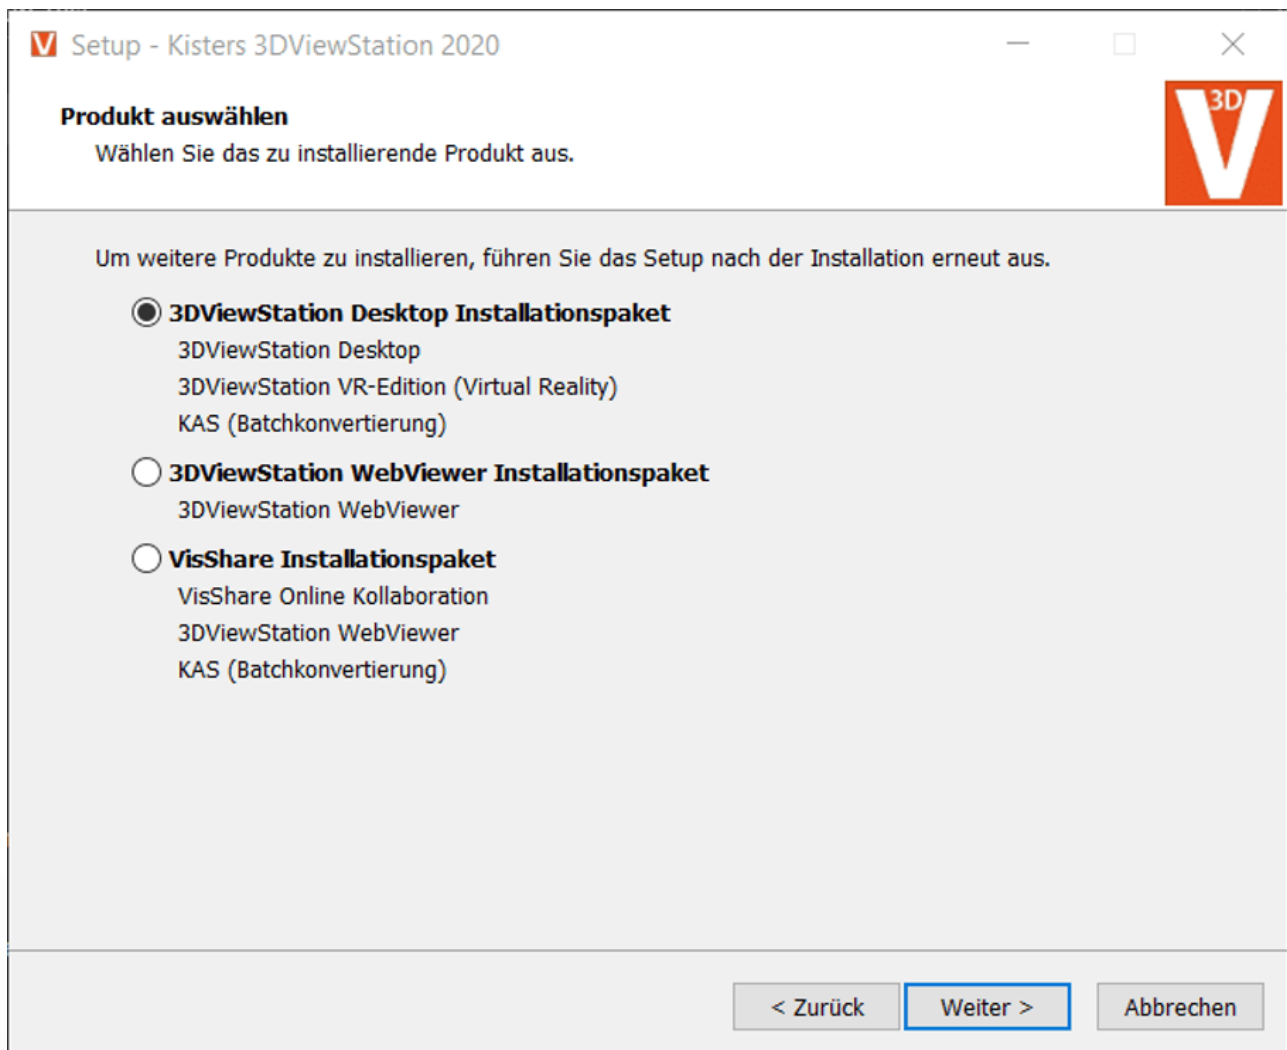 Setup - Kisters 3DViewStation 2020
Produkt auswählen
Wählen Sie das zu installierende Produkt aus.
3D
V
Um weitere Produkte zu installieren, führen Sie das Setup nach der Installation erneut aus.
3DViewStation Desktop Installationspaket
3DViewStation Desktop
3DViewStation VR-Edition (Virtual Reality)
KAS (Batchkonvertierung)
3DViewStation WebViewer Installationspaket
3DViewStation WebViewer
VisShare Installationspaket
VisShare Online Kollaboration
3DViewStation WebViewer
KAS (Batchkonvertierung)
< Zurück
Weiter >
Abbrechen